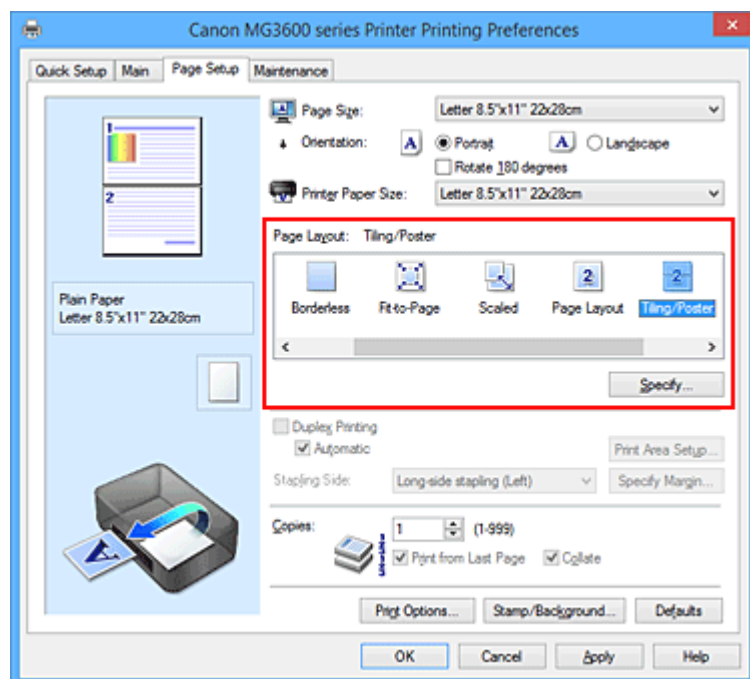 Canon MG3600 series Printer Printing Preferences
Quick Setup Main Page Setup Maintenance
Page Size: Letter 8.5"x11" 22x28cm
Orientation: A Portrait A Landscape
Rotate 180 degrees
Printer Paper Size: Letter 8.5"x11" 22x28cm
1
2
Page Layout: Tiling/Poster
2 2
Borderless Fit-to-Page Scaled Page Layout Tiling/Poster
Plain Paper
Letter 8.5"x11" 22x28cm
Specify...
Duplex Printing
Automatic Print Area Setup...
Stapling Side: Long-side stapling (Left) Specify Margin...
Copies: 1 (1-999)
Print from Last Page Collate
A
Print Options... Stamp/Background... Defaults
OK Cancel Apply Help